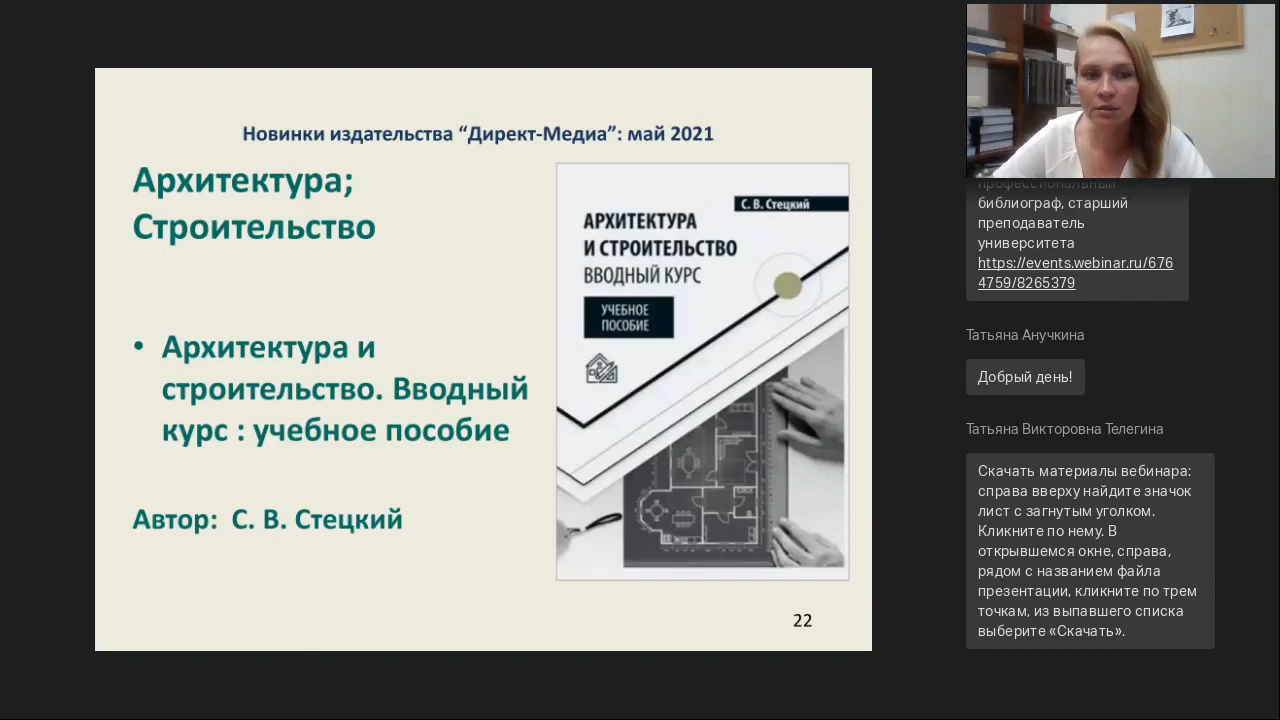 Новинки издательства “Директ-Медиа”: май 2021
Архитектура;
Строительство
• Архитектура и
строительство. Вводный
курс : учебное пособие
Автор: С. В. Стецкий
С. В. Стецкий
АРХИТЕКТУРА
И СТРОИТЕЛЬСТВО
ВВОДНЫЙ КУРС
УЧЕБНОЕ
ПОСОБИЕ
22
профессиональный
библиограф, старший
преподаватель
университета
https://events.webinar.ru/676
4759/8265379
Татьяна Анучкина
Добрый день!
Татьяна Викторовна Телегина
Скачать материалы вебинара:
справа вверху найдите значок
лист с загнутым уголком.
Кликните по нему. В
открывшемся окне, справа,
рядом с названием файла
презентации, кликните по трем
точкам, из выпавшего списка
выберите «Скачать».